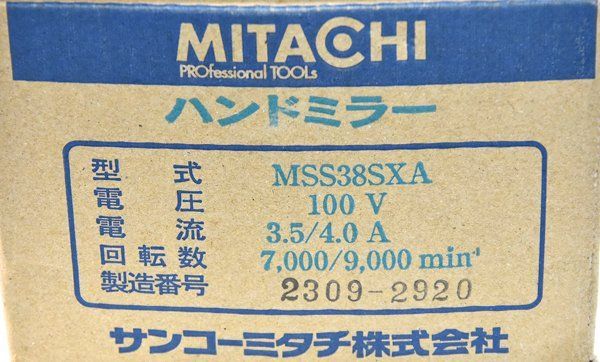 MITACHI
PROfessional TOOLs
ハンドミラー
型式 MSS38SXA
電圧 100 V
電流 3.5/4.0 A
回転数 7,000/9,000 min⁻¹
製造番号 2309-2920
サンコーミタチ株式会社